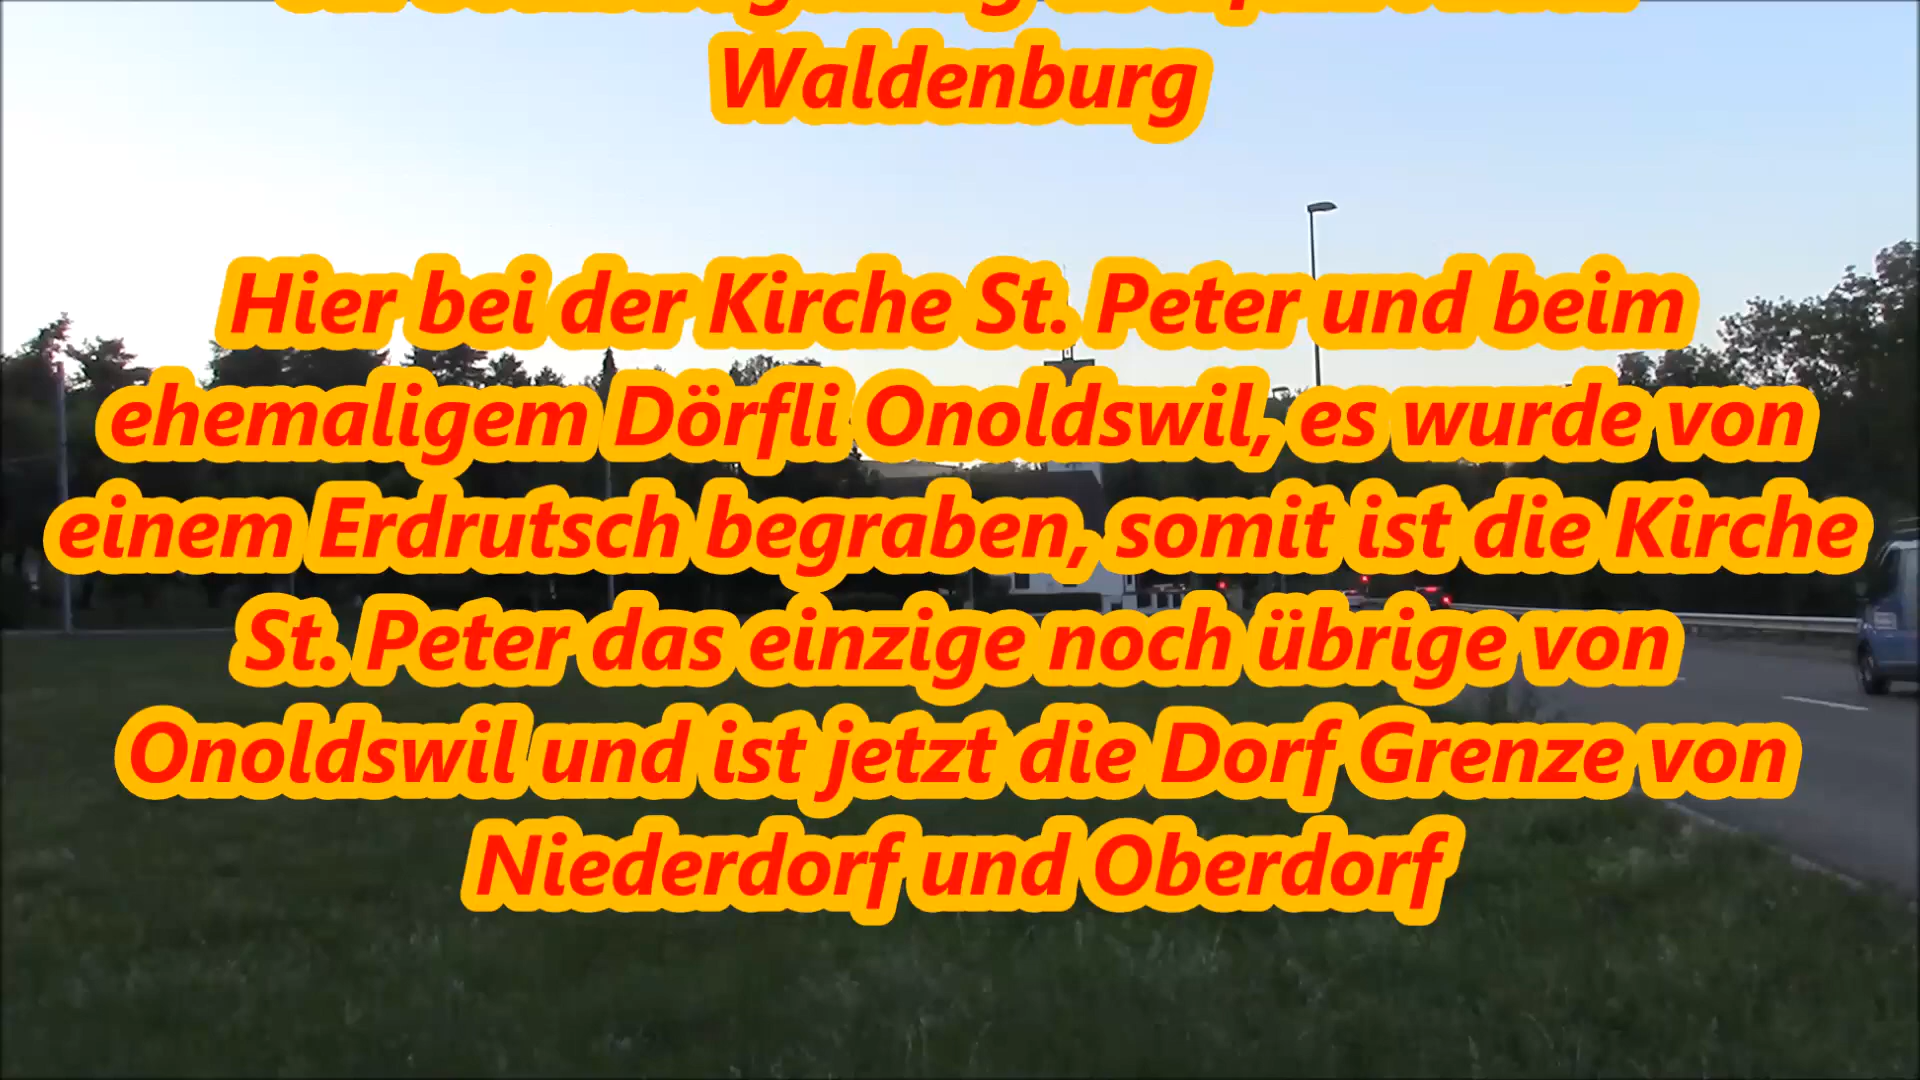 Waldenburg
Hier bei der Kirche St. Peter und beim
ehemaligem Dörfli Onoldswil, es wurde von
einem Erdrutsch begraben, somit ist die Kirche
St. Peter das einzige noch übrige von
Onoldswil und ist jetzt die Dorf Grenze von
Niederdorf und Oberdorf